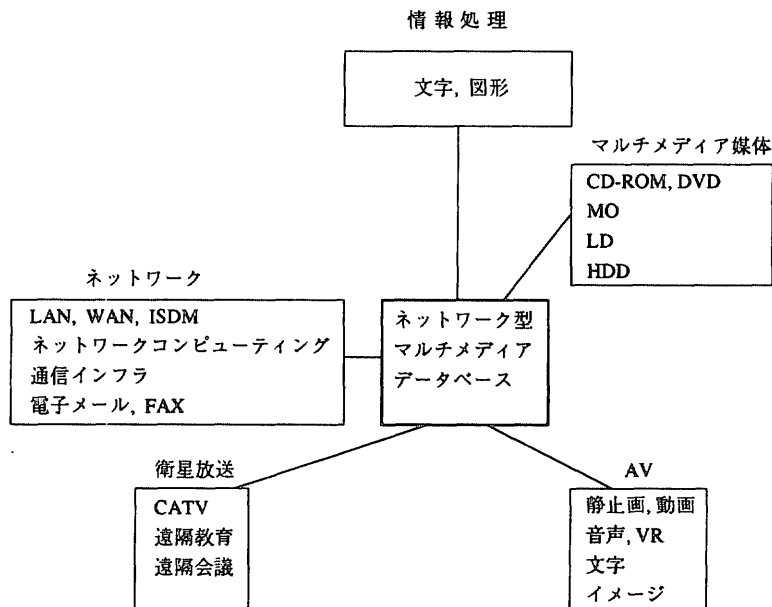 情報処理
文字, 図形
マルチメディア媒体
CD-ROM, DVD
MO
LD
HDD
ネットワーク
LAN, WAN, ISDM
ネットワークコンピューティング
通信インフラ
電子メール, FAX
ネットワーク型
マルチメディア
データベース
衛星放送
CATV
遠隔教育
遠隔会議
AV
静止画, 動画
音声, VR
文字
イメージ